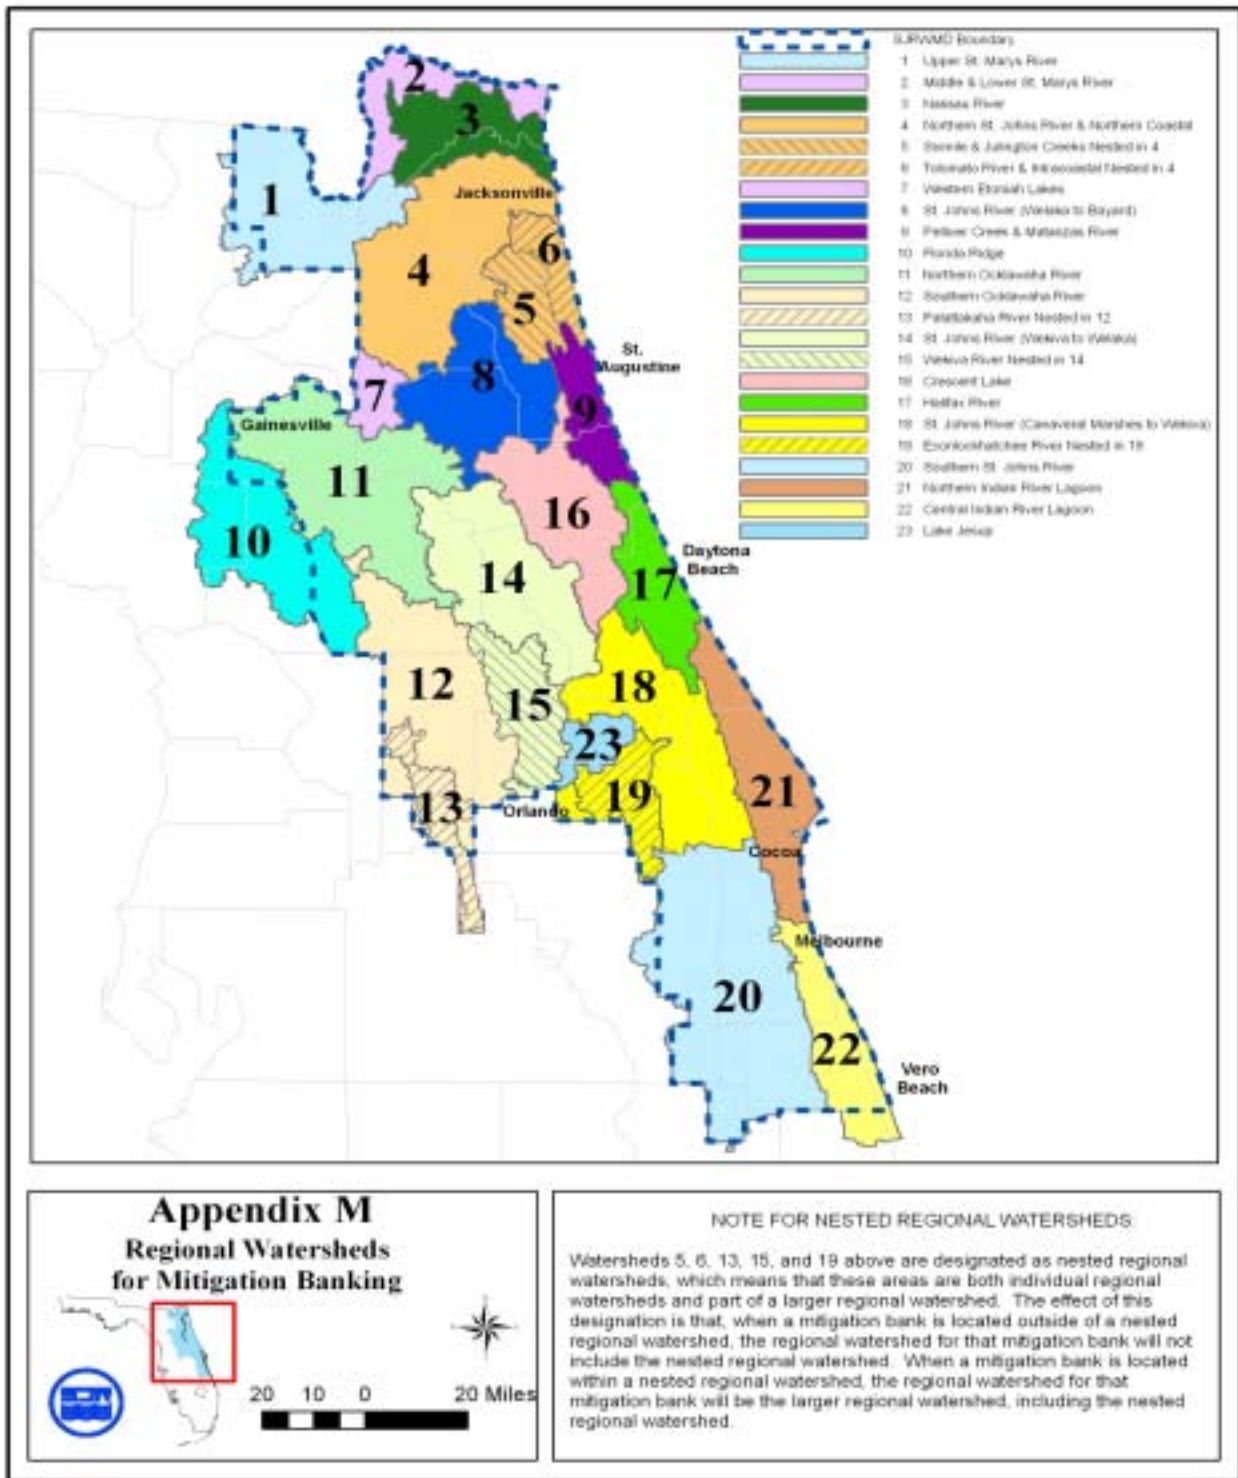 SJRWMD Boundary
1 Upper St. Marys River
2 Middle & Lower St. Marys River
3 Nassau River
4 Northern St. Johns River & Northern Coastal
5 & Julington Creeks Nested in 4
6 Tolomato River & Intracoastal Nested in 4
7 Western Etoniah Lakes
8 St. Johns River (Welaka to Bayard)
9 Pellicer Creek & Matanzas River
10 Florida Ridge
11 Northern Ocklawaha River
12 Southern Ocklawaha River
13 Palatlakaha River Nested in 12
14 St. Johns River (Wekiva to Welaka)
15 Wekiva River Nested in 14
16 Crescent Lake
17 Halifax River
18 St. Johns River (Canaveral Marshes to Wekiva)
19 Econlockhatchee River Nested in 18
20 Southern St. Johns River
21 Northern Indian River Lagoon
22 Central Indian River Lagoon
23 Lake Jesup
2
3
1
Jacksonville
6
4
5
St.
Augustine
8
7
9
Gainesville
11
16
10
Daytona
Beach
14
17
12
18
15
23
21
19
13
Orlando
Cocoa
Melbourne
20
22
Vero
Beach
Appendix M
Regional Watersheds
for Mitigation Banking
20 10 0 20 Miles
NOTE FOR NESTED REGIONAL WATERSHEDS:
Watersheds 5, 6, 13, 15, and 19 above are designated as nested regional
watersheds, which means that these areas are both individual regional
watersheds and part of a larger regional watershed. The effect of this
designation is that, when a mitigation bank is located outside of a nested
regional watershed, the regional watershed for that mitigation bank will not
include the nested regional watershed. When a mitigation bank is located
within a nested regional watershed, the regional watershed for that
mitigation bank will be the larger regional watershed, including the nested
regional watershed.